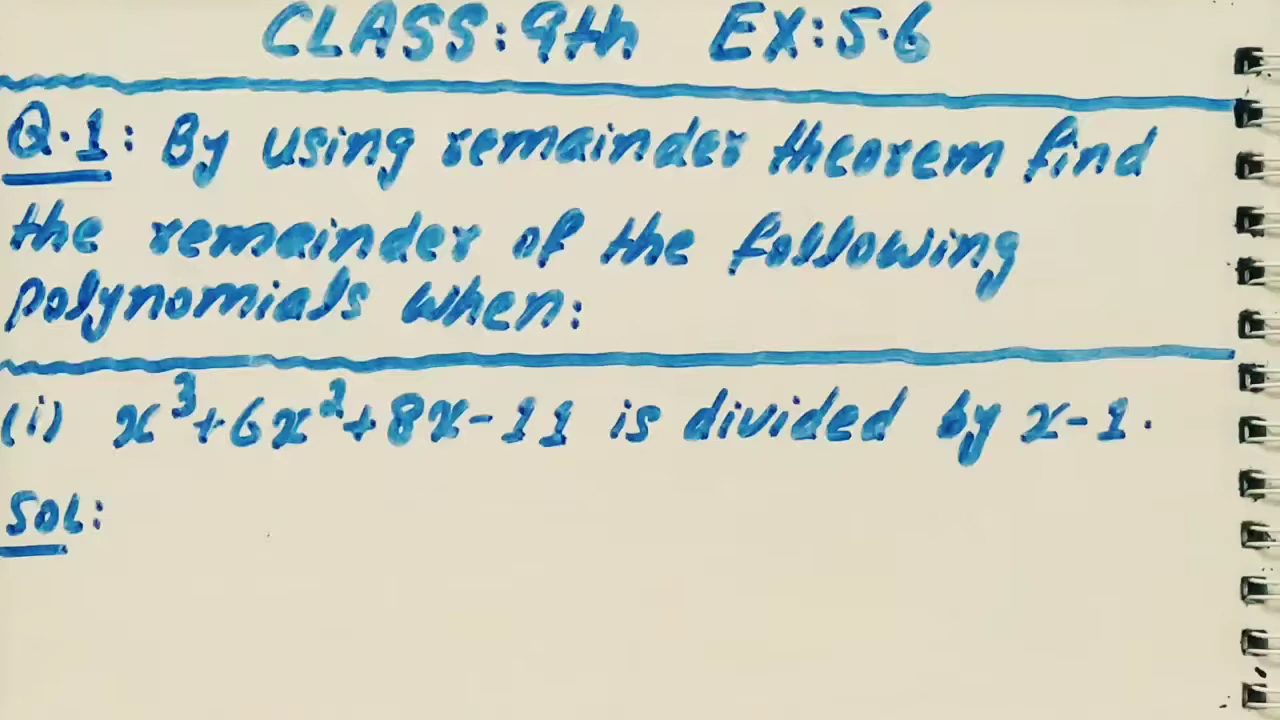 CLASS: 9th EX: 5.6
Q.1: By using remainder theorem find
the remainder of the following
polynomials when:
(i) x³+6x²+8x-11 is divided by x-1.
SOL: